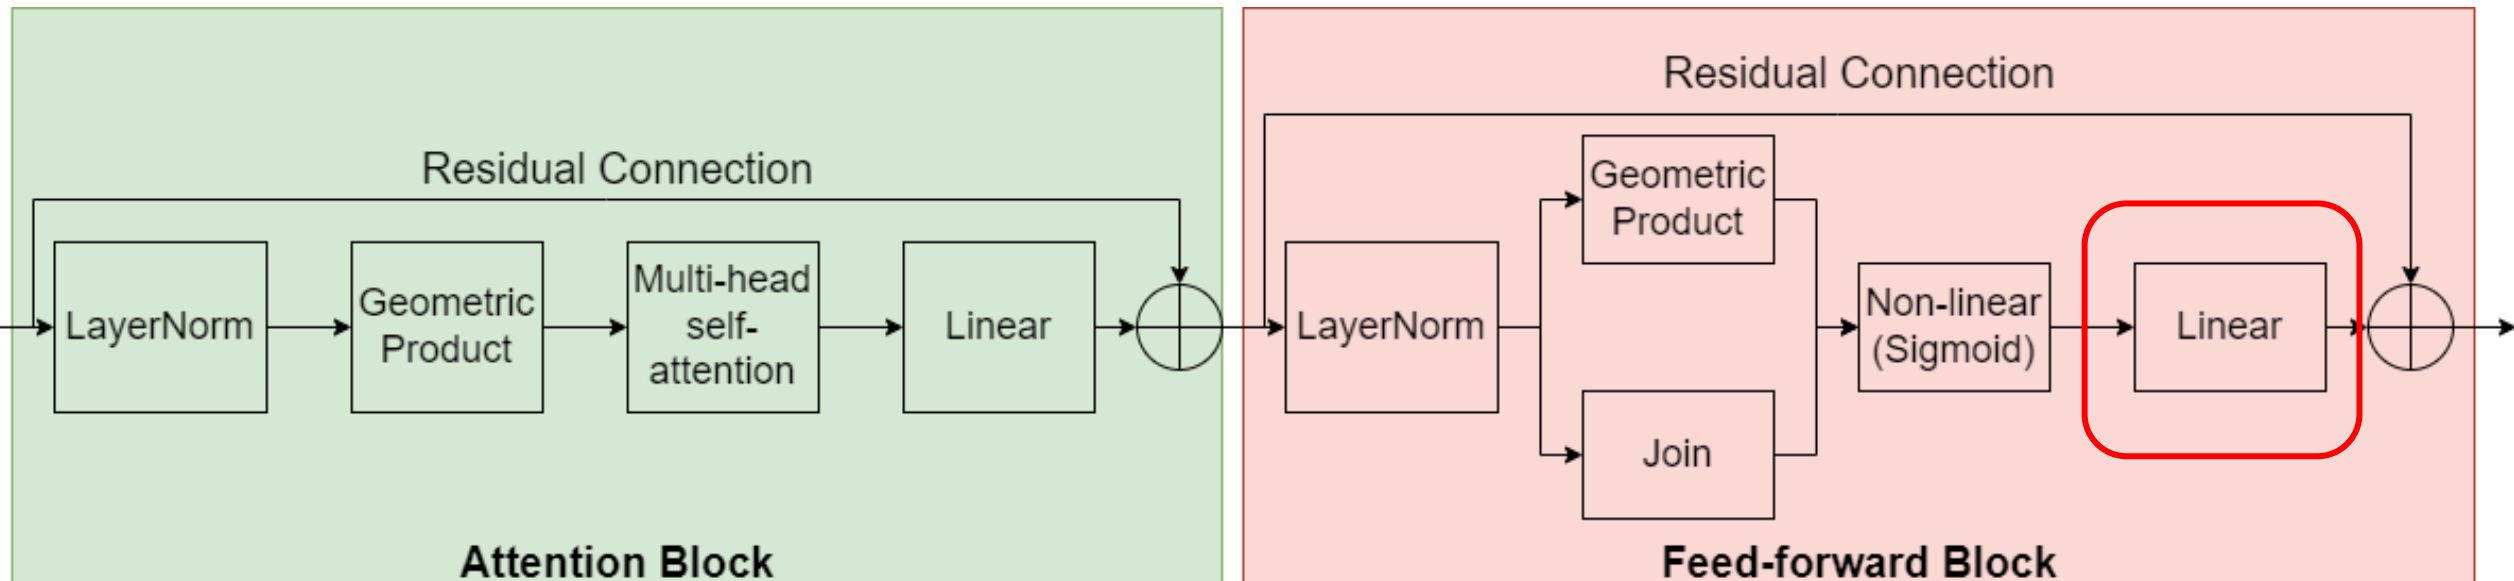 Residual Connection
LayerNorm
Geometric
Product
Multi-head
self-
attention
Linear
Attention Block
Residual Connection
LayerNorm
Geometric
Product
Join
Non-linear
(Sigmoid)
Linear
Feed-forward Block